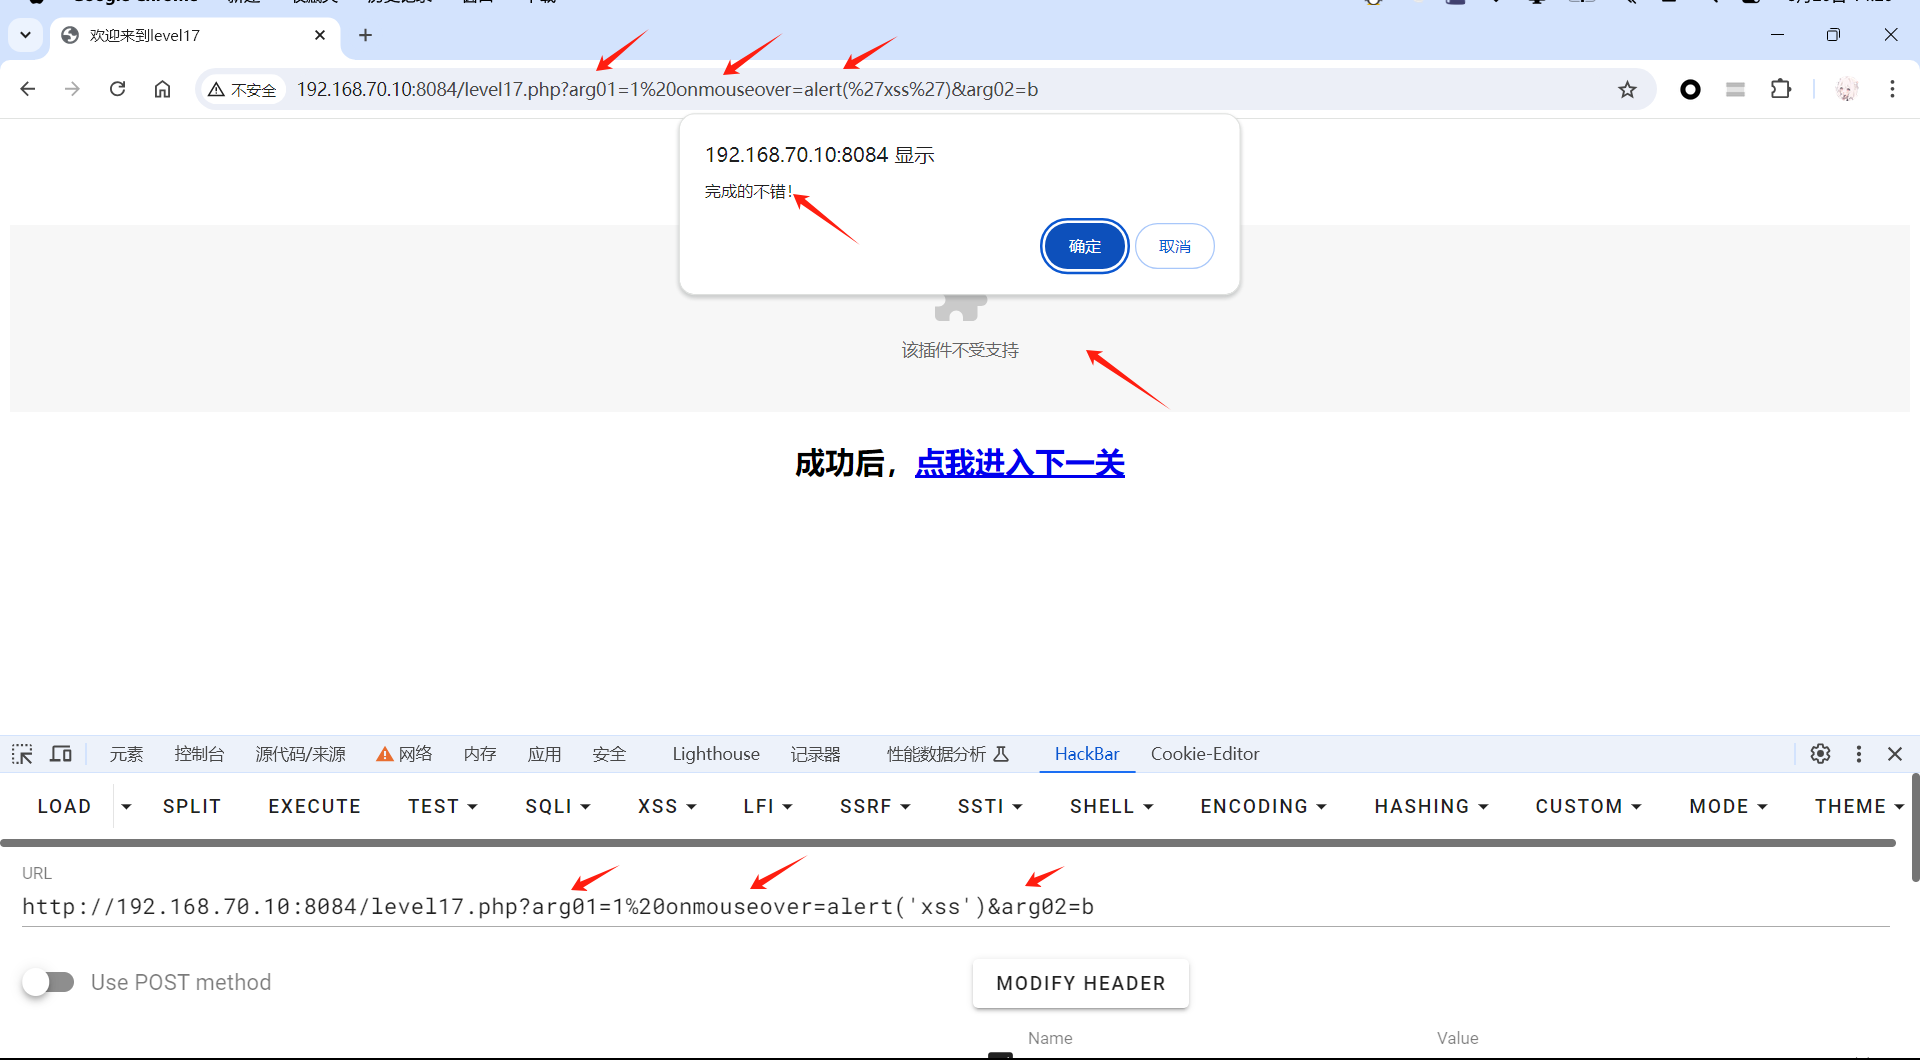 欢迎来到level17
不安全
192.168.70.10:8084/level17.php?arg01=1%20onmouseover=alert(%27xss%27)&arg02=b
192.168.70.10:8084 显示
完成的不错!
确定
取消
该插件不受支持
成功后，点我进入下一关
元素 控制台 源代码/来源 网络 内存 应用 安全 Lighthouse 记录器 性能数据分析 HackBar Cookie-Editor
LOAD SPLIT EXECUTE TEST SQLI XSS LFI SSRF SSTI SHELL ENCODING HASHING CUSTOM MODE THEME
URL
http://192.168.70.10:8084/level17.php?arg01=1%20onmouseover=alert('xss')&arg02=b
Use POST method
MODIFY HEADER
Name Value